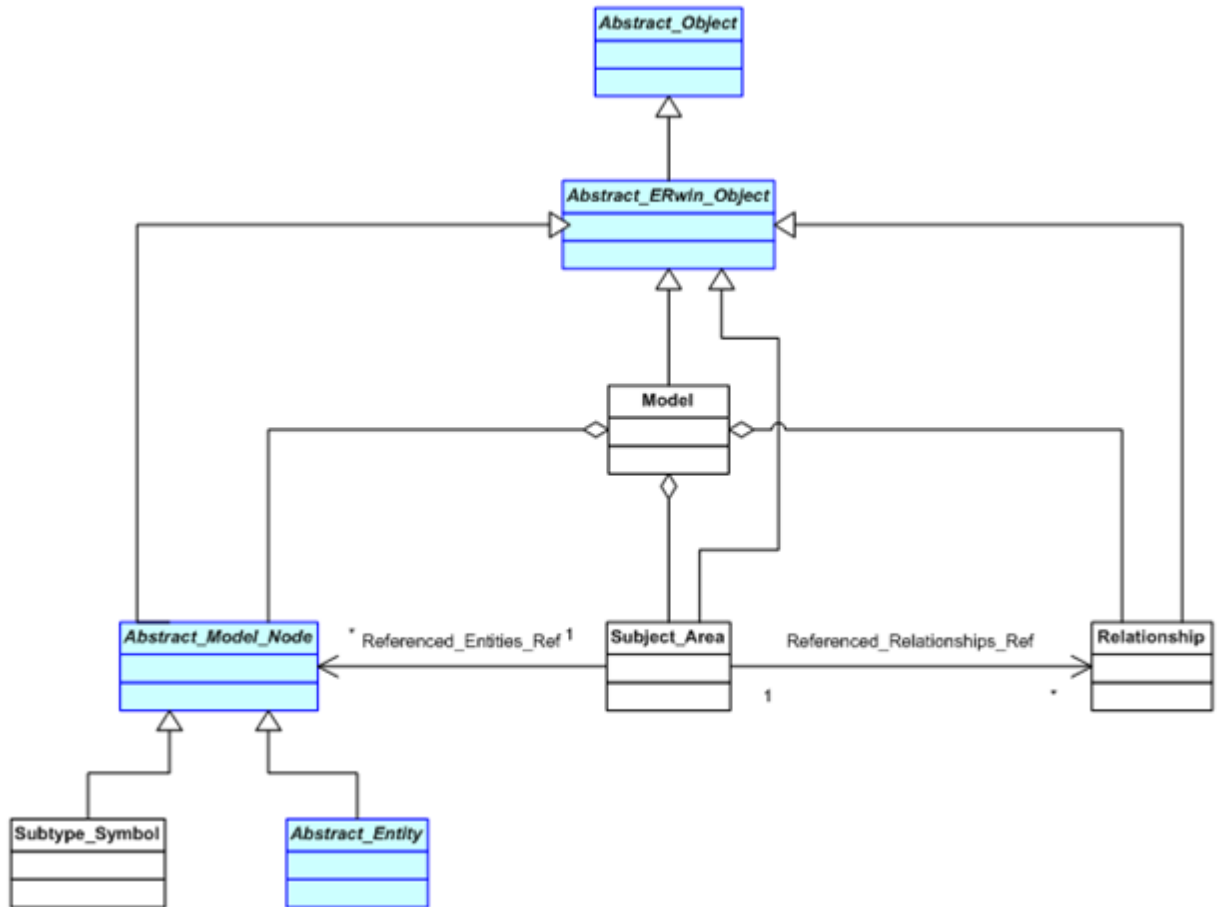 Abstract_Object
Abstract_ERwin_Object
Model
Abstract_Model_Node
* Referenced_Entities_Ref 1
Subject_Area
Referenced_Relationships_Ref
1 *
Relationship
Subtype_Symbol
Abstract_Entity